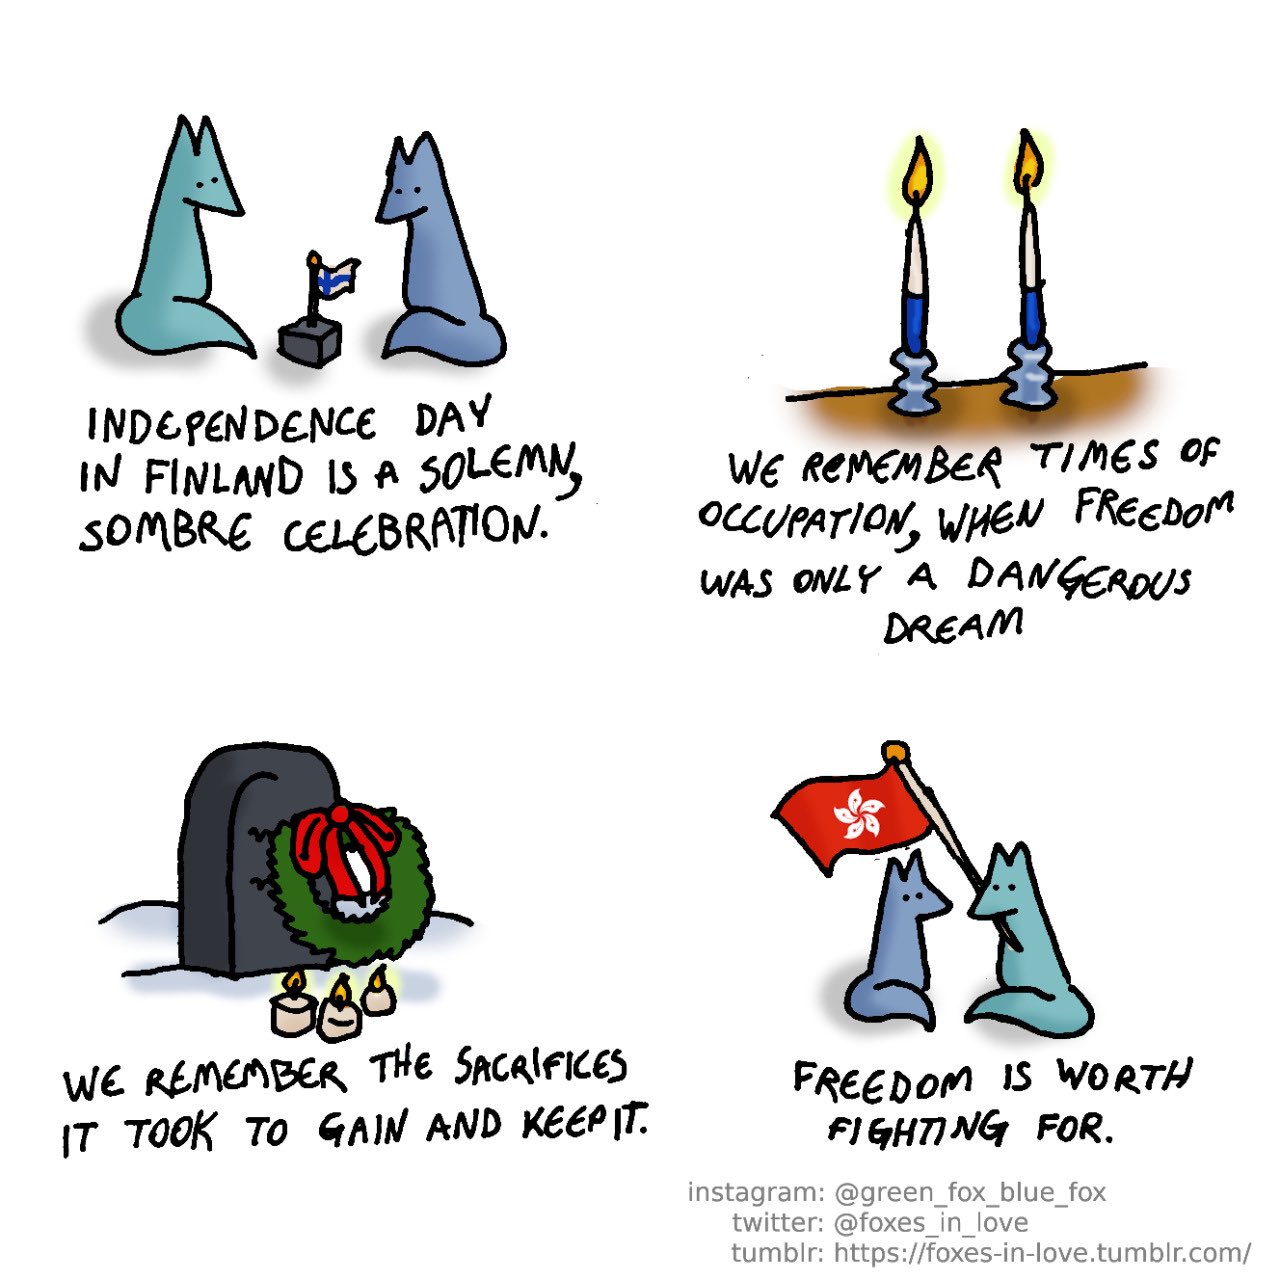 INDEPENDENCE DAY
IN FINLAND IS A SOLEMN,
SOMBRE CELEBRATION.
WE REMEMBER TIMES OF
OCCUPATION, WHEN FREEDOM
WAS ONLY A DANGEROUS
DREAM
WE REMEMBER THE SACRIFICES
IT TOOK TO GAIN AND KEEP IT.
FREEDOM IS WORTH
FIGHTING FOR.
instagram: @green_fox_blue_fox
twitter: @foxes_in_love
tumblr: https://foxes-in-love.tumblr.com/